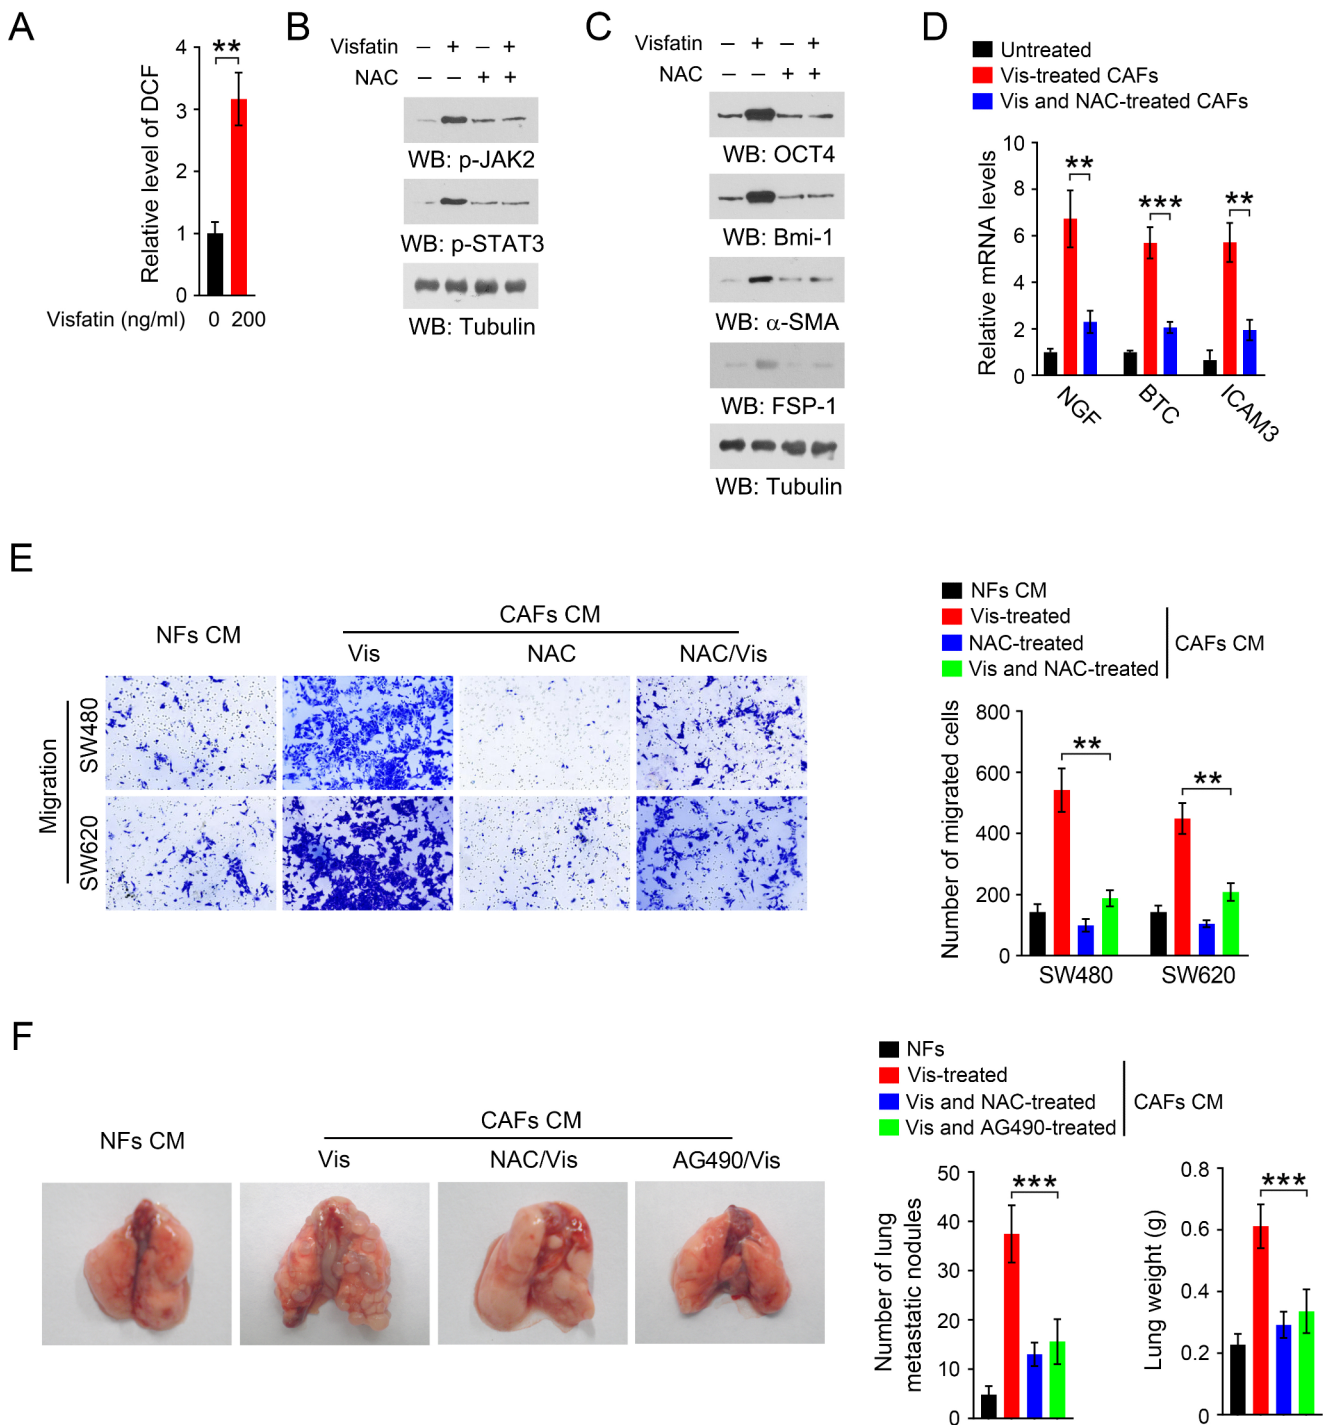 A
**
Relative level of DCF
4
3
2
1
0
Visfatin (ng/ml) 0 200
B
Visfatin – + – +
NAC – – + +
WB: p-JAK2
WB: p-STAT3
WB: Tubulin
C
Visfatin – + – +
NAC – – + +
WB: OCT4
WB: Bmi-1
WB: α-SMA
WB: FSP-1
WB: Tubulin
D
Untreated
Vis-treated CAFs
Vis and NAC-treated CAFs
Relative mRNA levels
10
8
6
4
2
0
** *** **
NGF BTC ICAM3
E
NFs CM
CAFs CM
Vis NAC NAC/Vis
Migration
SW480
SW620
NFs CM
Vis-treated
NAC-treated
Vis and NAC-treated
CAFs CM
Number of migrated cells
800
600
400
200
0
** **
SW480 SW620
F
NFs CM
CAFs CM
Vis NAC/Vis AG490/Vis
NFs
Vis-treated
Vis and NAC-treated
Vis and AG490-treated
CAFs CM
Number of lung
metastatic nodules
50
40
30
20
10
0
***
Lung weight (g)
0.8
0.6
0.4
0.2
0
***